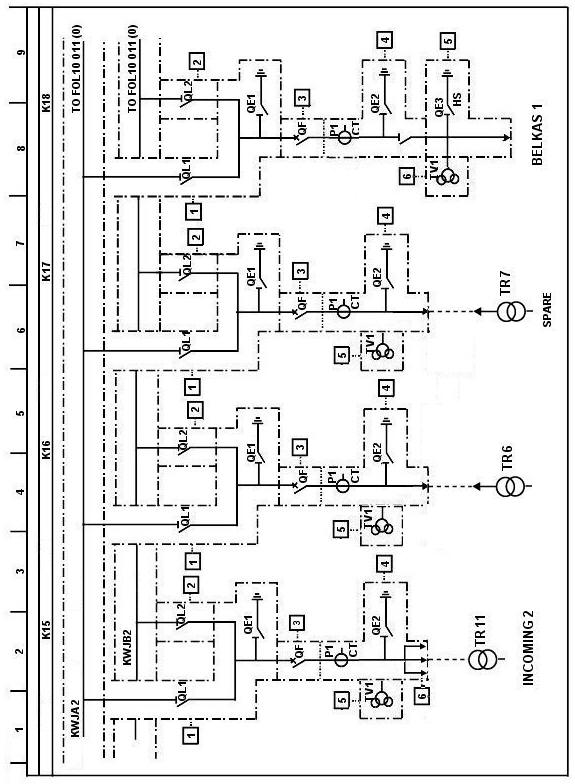 1 2 3 4 5 6 7 8 9
K15 K16 K17 K18
KWJA2
TO FOL10 011 (0)
KWJB2
TO FOL10 011 (0)
QL1 QL2 QE1
1 2
QF 3
P1 CT
QE2 4
5 TV1
6
TR11
INCOMING 2
QL1 QL2 QE1
1 2
QF 3
P1 CT
QE2 4
5 TV1
TR6
QL1 QL2 QE1
1 2
QF 3
P1 CT
QE2 4
5 TV1
TR7
SPARE
QL1 QL2 QE1
1 2
QF 3
P1 CT
QE2 4
6 TV1
QE3 HS 5
BELKAS 1